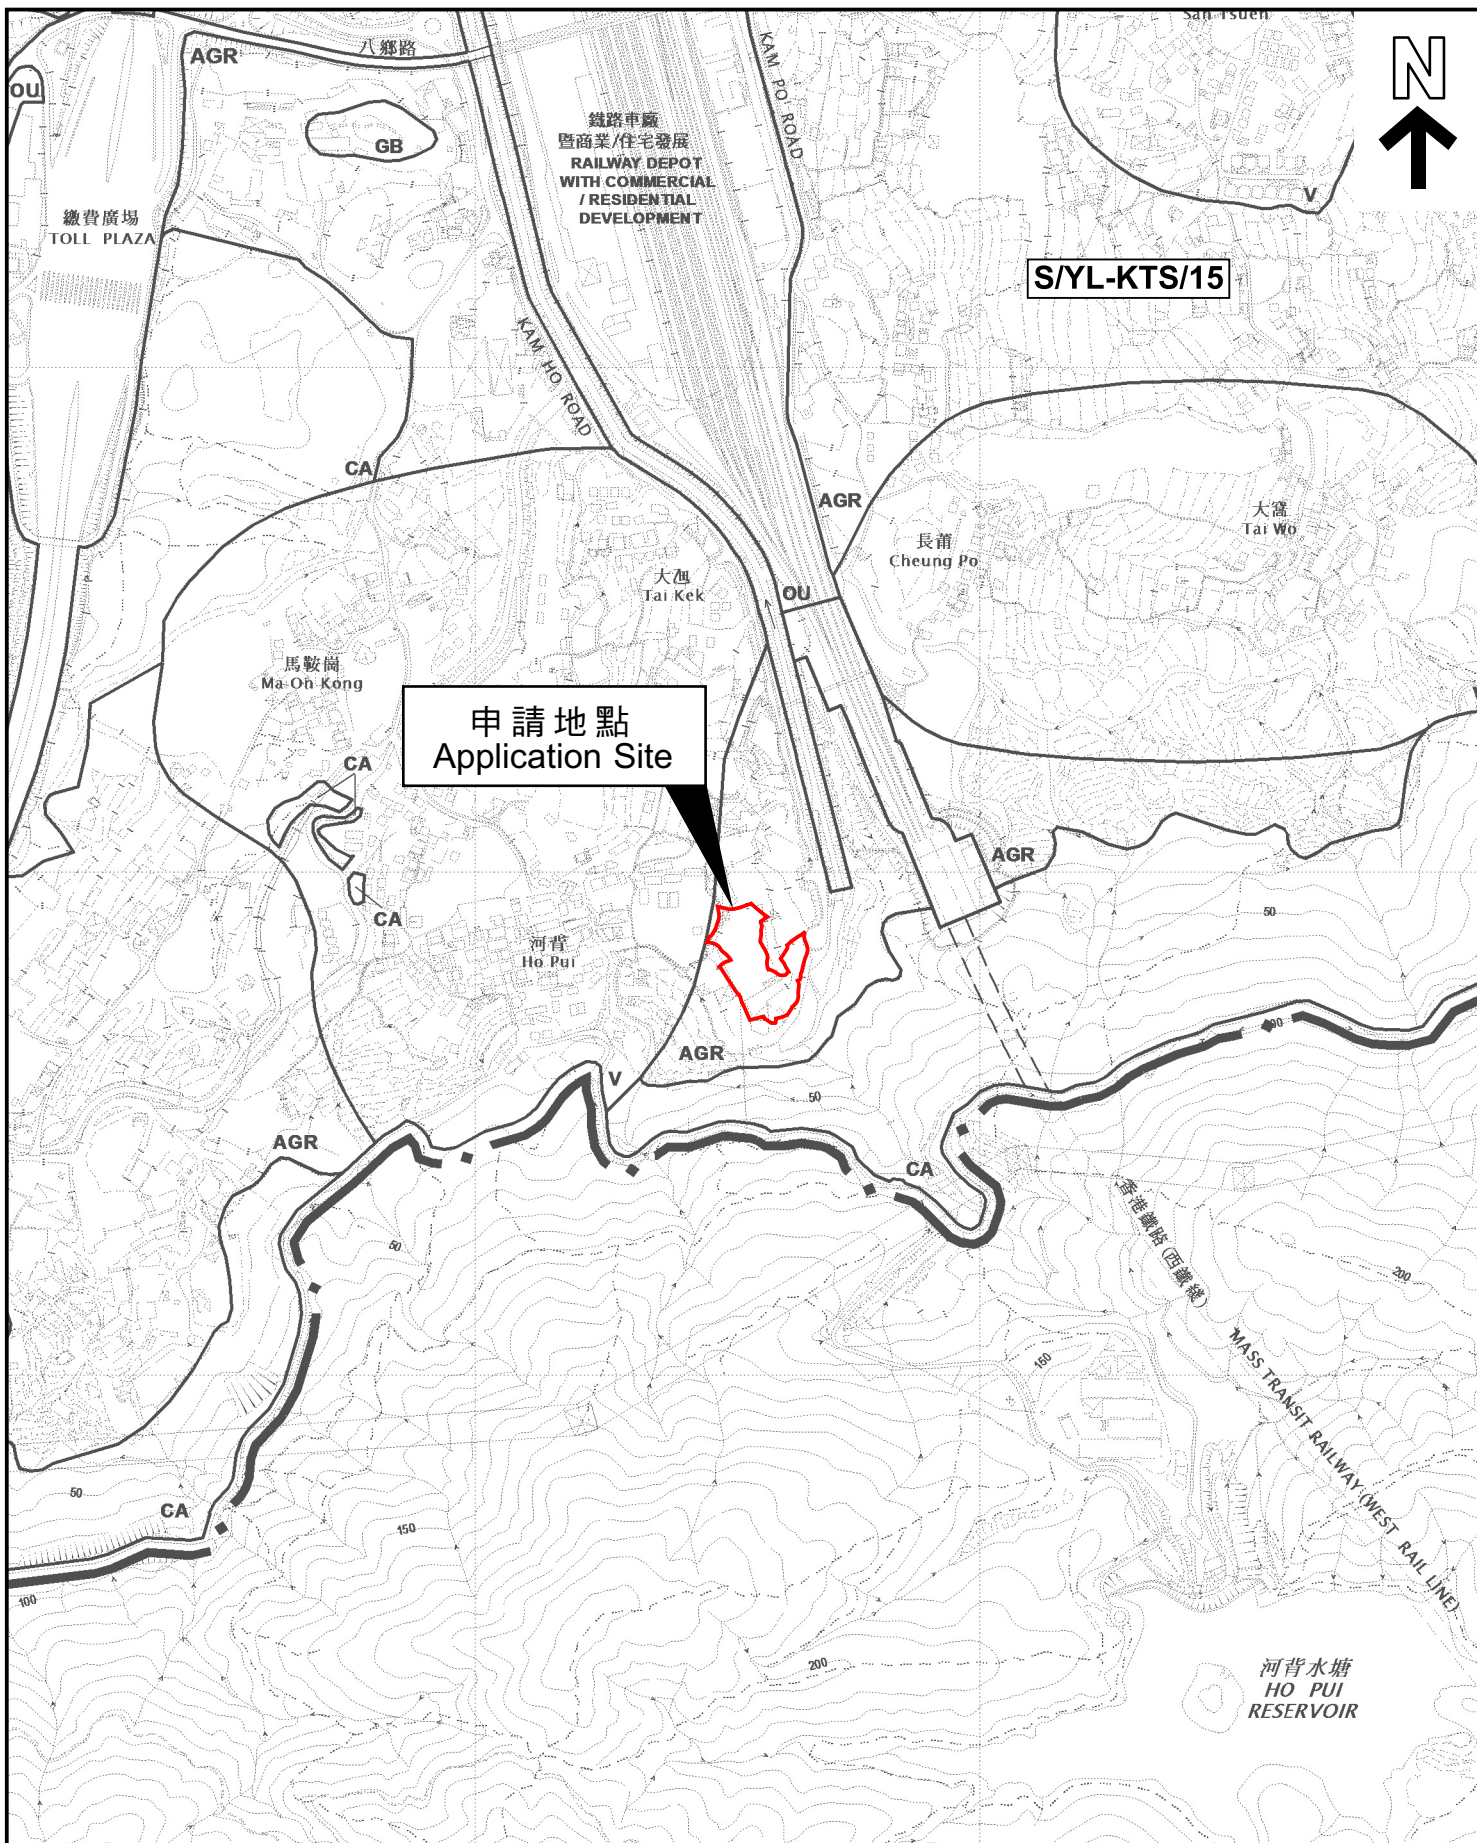 San Tsuen
N
八鄉路
AGR
KAM PO ROAD
OU
鐵路車廠
暨商業/住宅發展
RAILWAY DEPOT
WITH COMMERCIAL
/ RESIDENTIAL
DEVELOPMENT
GB
V
繳費廣場
TOLL PLAZA
S/YL-KTS/15
KAM HO ROAD
CA
AGR
大窩
Tai Wo
長莆
Cheung Po
Tai Kek
OU
馬鞍崗
Ma On Kong
申請地點
Application Site
CA
AGR
CA
50
河背
Ho Pui
AGR
V
50
AGR
CA
香港鐵路 (西鐵綫)
50
200
150
MASS TRANSIT RAILWAY (WEST RAIL LINE)
50
CA
150
100
200
河背水塘
HO PUI
RESERVOIR